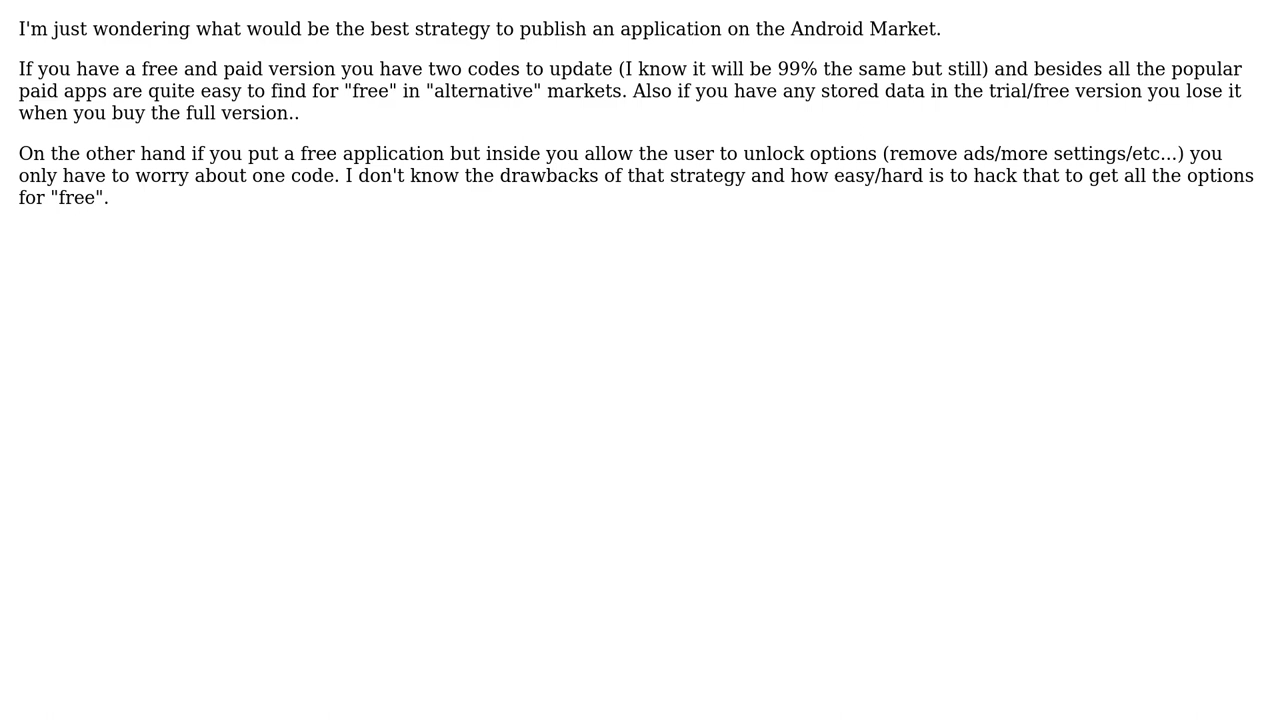 I'm just wondering what would be the best strategy to publish an application on the Android Market.
If you have a free and paid version you have two codes to update (I know it will be 99% the same but still) and besides all the popular
paid apps are quite easy to find for "free" in "alternative" markets. Also if you have any stored data in the trial/free version you lose it
when you buy the full version..
On the other hand if you put a free application but inside you allow the user to unlock options (remove ads/more settings/etc...) you
only have to worry about one code. I don't know the drawbacks of that strategy and how easy/hard is to hack that to get all the options
for "free".